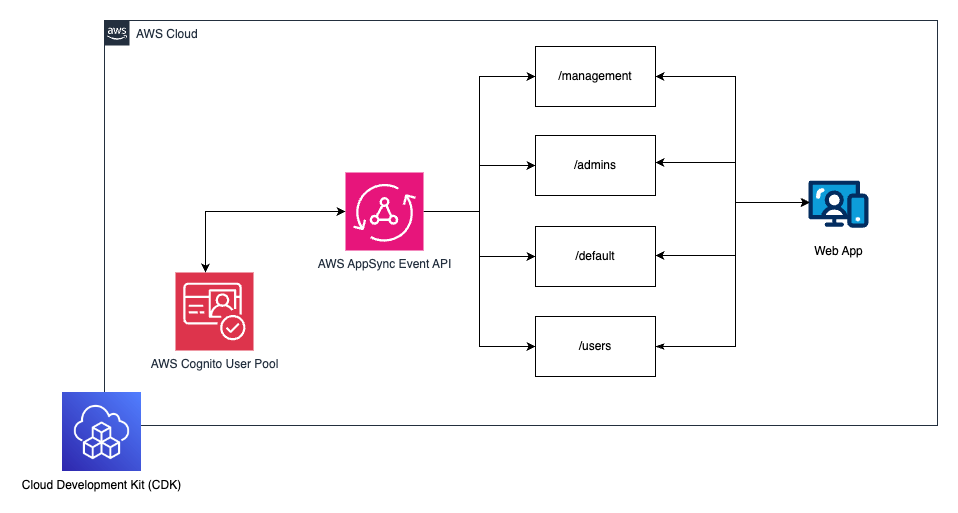 aws
AWS Cloud
/management
/admins
/default
/users
AWS AppSync Event API
Web App
AWS Cognito User Pool
Cloud Development Kit (CDK)